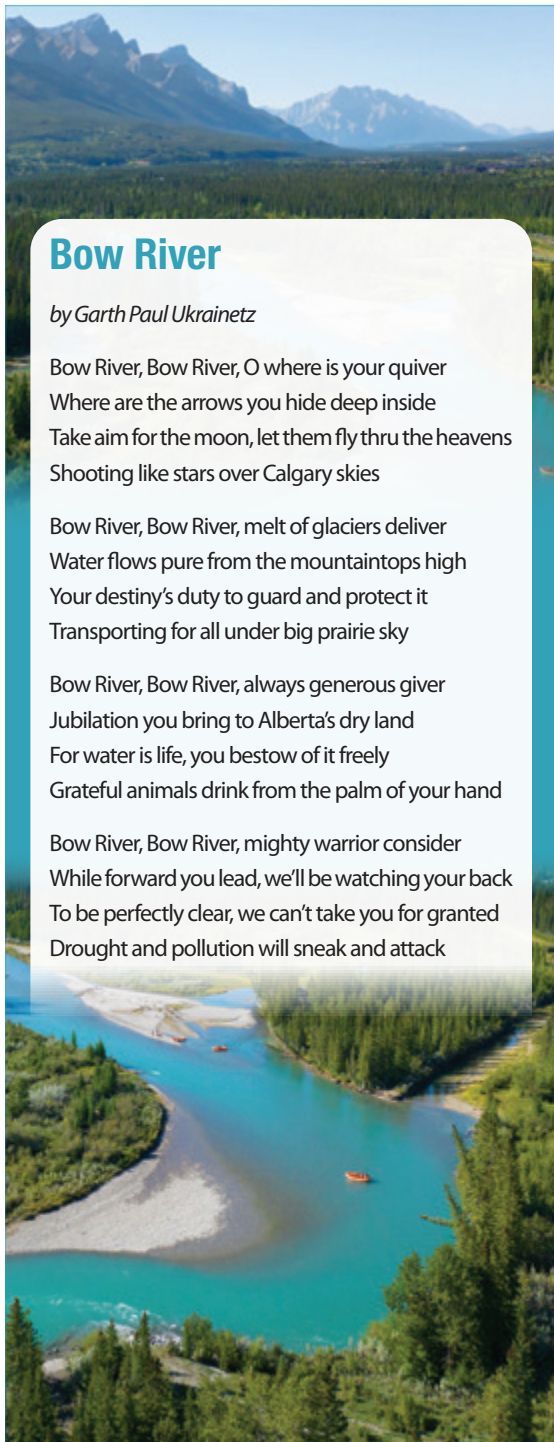 Bow River
by Garth Paul Ukrainetz
Bow River, Bow River, O where is your quiver
Where are the arrows you hide deep inside
Take aim for the moon, let them fly thru the heavens
Shooting like stars over Calgary skies
Bow River, Bow River, melt of glaciers deliver
Water flows pure from the mountaintops high
Your destiny’s duty to guard and protect it
Transporting for all under big prairie sky
Bow River, Bow River, always generous giver
Jubilation you bring to Alberta’s dry land
For water is life, you bestow of it freely
Grateful animals drink from the palm of your hand
Bow River, Bow River, mighty warrior consider
While forward you lead, we’ll be watching your back
To be perfectly clear, we can’t take you for granted
Drought and pollution will sneak and attack